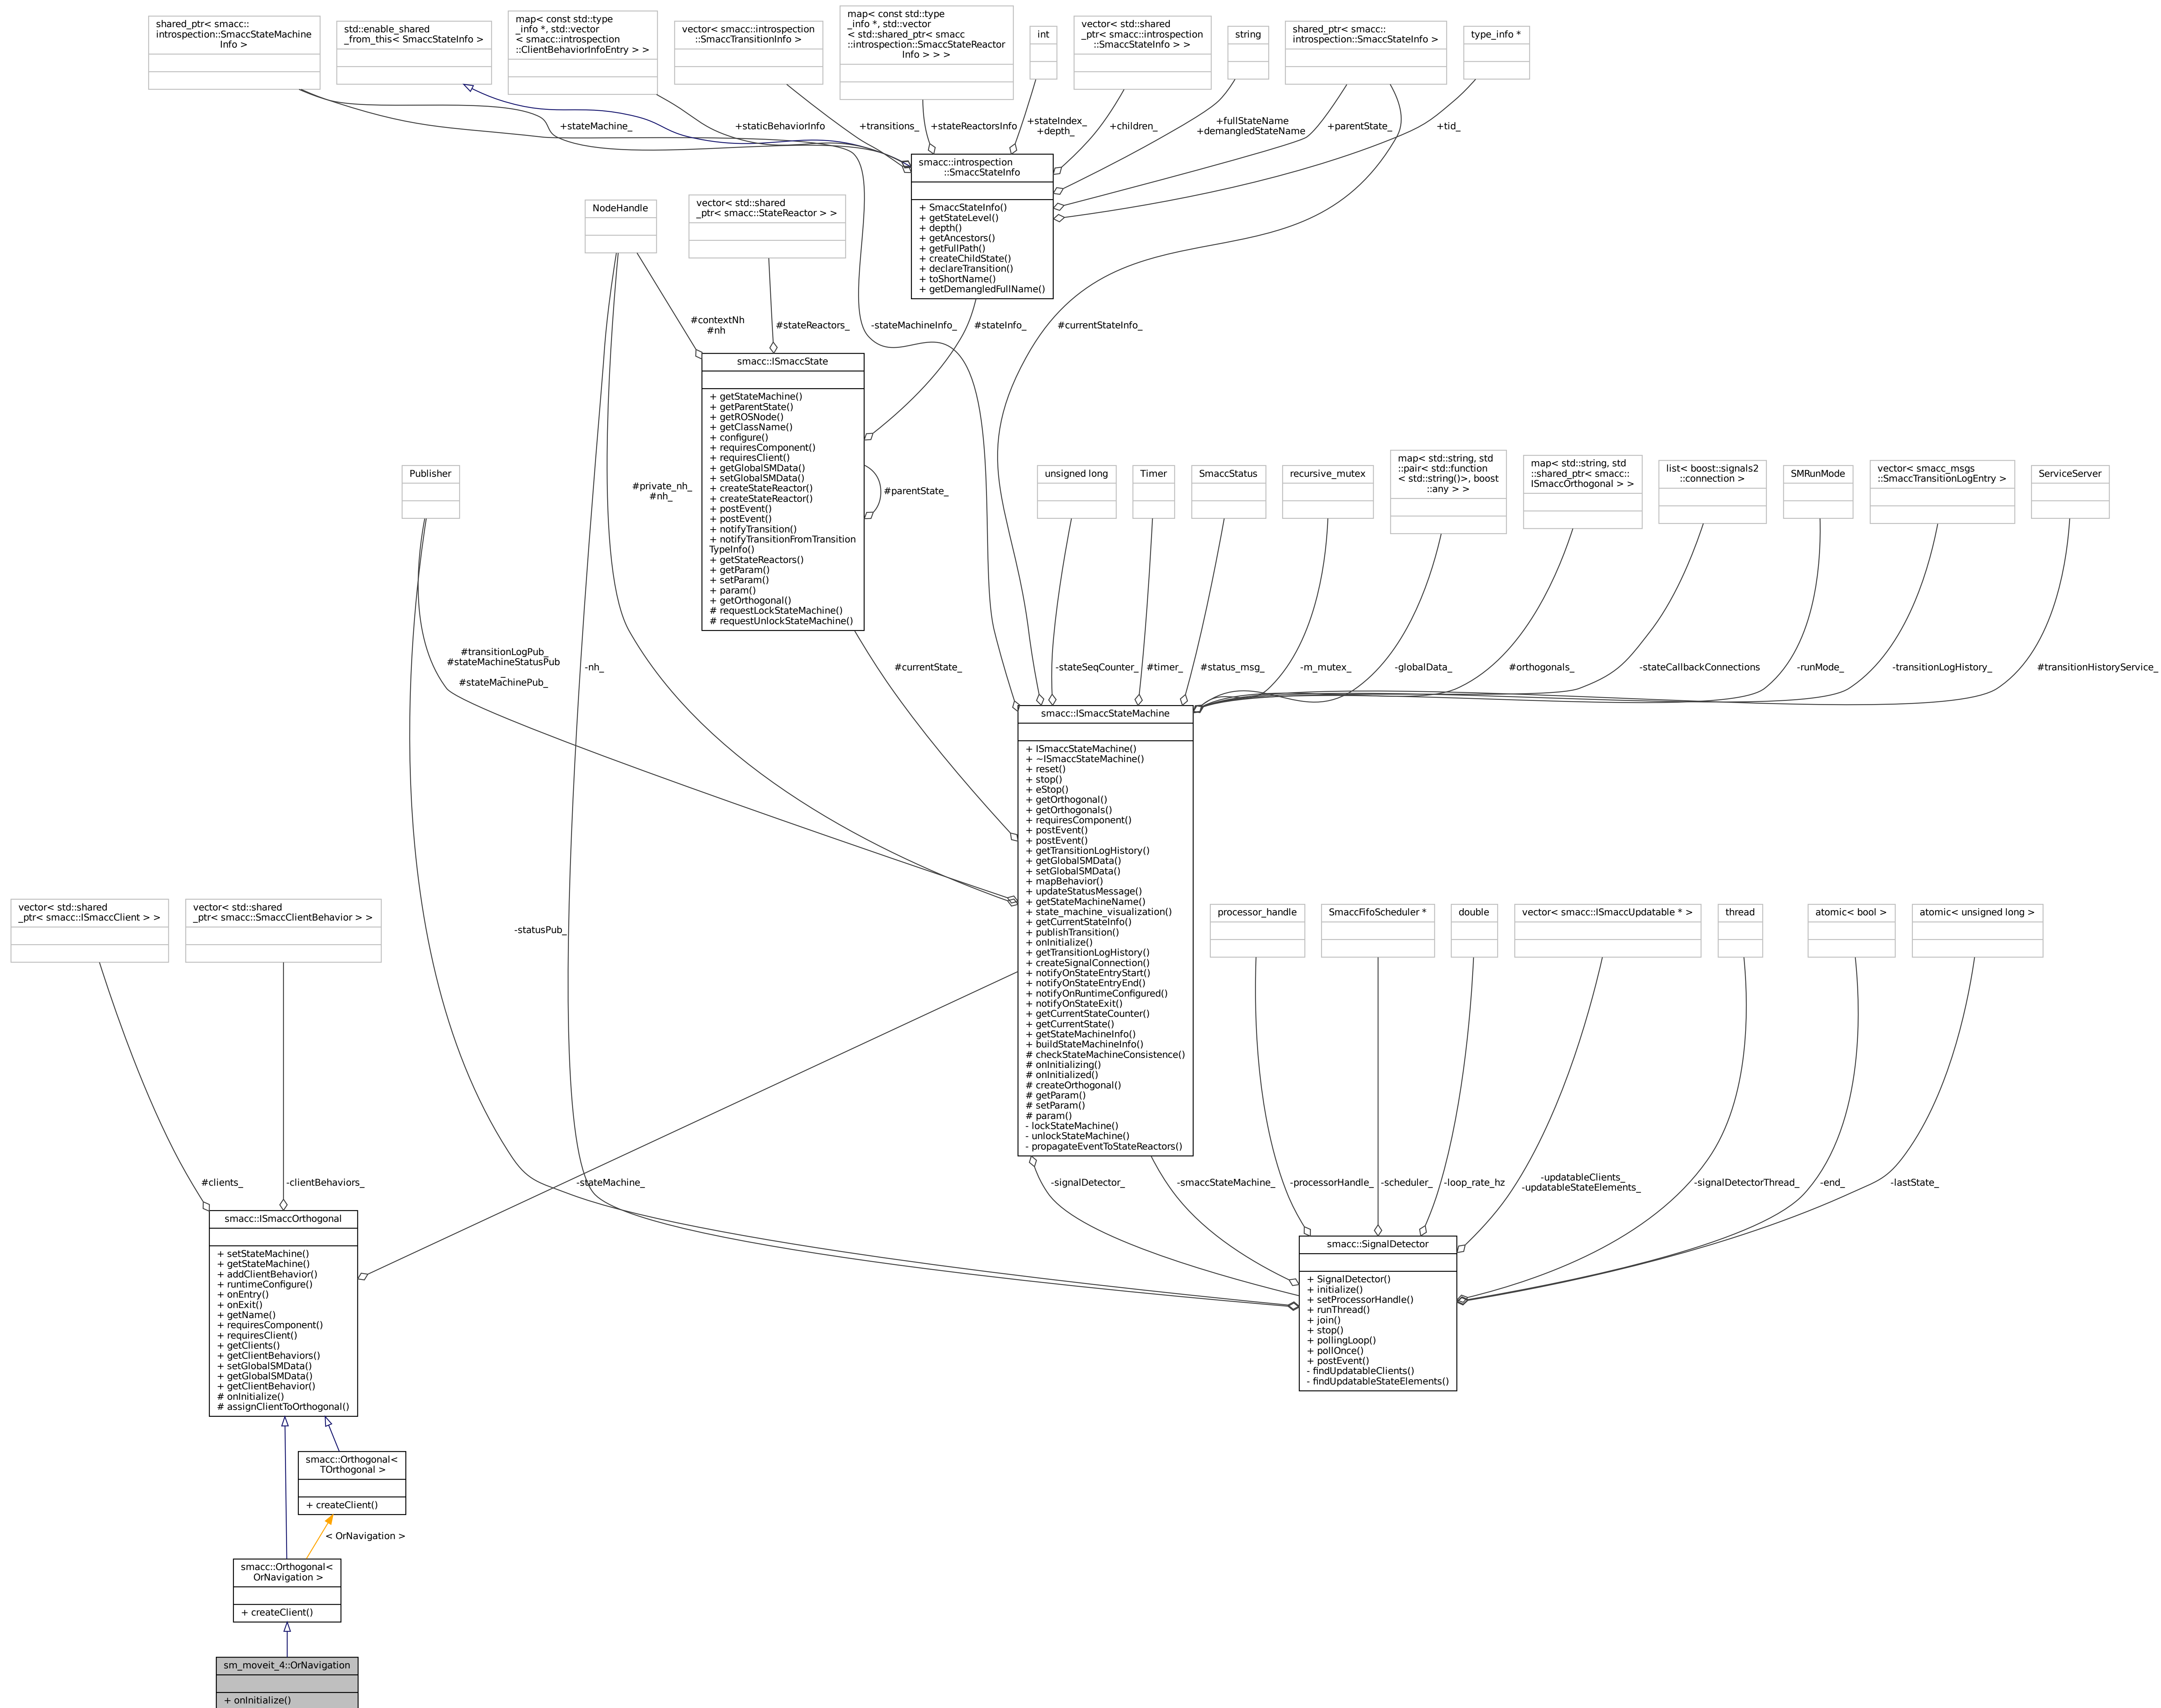 shared_ptr< smacc::
introspection::SmaccStateMachine
Info >
std::enable_shared
_from_this< SmaccStateInfo >
map< const std::type
_info *, std::vector
< smacc::introspection
::ClientBehaviorInfoEntry > >
vector< smacc::introspection
::SmaccTransitionInfo >
map< const std::type
_info *, std::vector
< std::shared_ptr< smacc
::introspection::SmaccStateReactor
Info > > >
int
vector< std::shared
_ptr< smacc::introspection
::SmaccStateInfo > >
string
shared_ptr< smacc::
introspection::SmaccStateInfo >
type_info *
+stateMachine_
+staticBehaviorInfo
+transitions_
+stateReactorsInfo
+stateIndex_
+depth_
+children_
+fullStateName
+demangledStateName
+parentState_
+tid_
smacc::introspection
::SmaccStateInfo
+ SmaccStateInfo()
+ getStateLevel()
+ depth()
+ getAncestors()
+ getFullPath()
+ createChildState()
+ declareTransition()
+ toShortName()
+ getDemangledFullName()
NodeHandle
vector< std::shared
_ptr< smacc::StateReactor > >
#contextNh
#nh
#stateReactors_
-stateMachineInfo_
#stateInfo_
#currentStateInfo_
smacc::ISmaccState
+ getStateMachine()
+ getParentState()
+ getROSNode()
+ getClassName()
+ configure()
+ requiresComponent()
+ requiresClient()
+ getGlobalSMData()
+ setGlobalSMData()
+ createStateReactor()
+ createStateReactor()
+ postEvent()
+ postEvent()
+ notifyTransition()
+ notifyTransitionFromTransition
TypeInfo()
+ getStateReactors()
+ getParam()
+ setParam()
+ param()
+ getOrthogonal()
# requestLockStateMachine()
# requestUnlockStateMachine()
#parentState_
Publisher
#private_nh_
#nh_
unsigned long
Timer
SmaccStatus
recursive_mutex
map< std::string, std
::pair< std::function
< std::string()>, boost
::any > >
map< std::string, std
::shared_ptr< smacc::
ISmaccOrthogonal > >
list< boost::signals2
::connection >
SMRunMode
vector< smacc_msgs
::SmaccTransitionLogEntry >
ServiceServer
#transitionLogPub_
#stateMachineStatusPub
_
#stateMachinePub_
-nh_
#currentState_
-stateSeqCounter_
#timer_
#status_msg_
-m_mutex_
-globalData_
#orthogonals_
-stateCallbackConnections
-runMode_
-transitionLogHistory_
#transitionHistoryService_
smacc::ISmaccStateMachine
+ ISmaccStateMachine()
+ ~ISmaccStateMachine()
+ reset()
+ stop()
+ eStop()
+ getOrthogonal()
+ getOrthogonals()
+ requiresComponent()
+ postEvent()
+ postEvent()
+ getTransitionLogHistory()
+ getGlobalSMData()
+ setGlobalSMData()
+ mapBehavior()
+ updateStatusMessage()
+ getStateMachineName()
+ state_machine_visualization()
+ getCurrentStateInfo()
+ publishTransition()
+ onInitialize()
+ getTransitionLogHistory()
+ createSignalConnection()
+ notifyOnStateEntryStart()
+ notifyOnStateEntryEnd()
+ notifyOnRuntimeConfigured()
+ notifyOnStateExit()
+ getCurrentStateCounter()
+ getCurrentState()
+ getStateMachineInfo()
+ buildStateMachineInfo()
# checkStateMachineConsistence()
# onInitializing()
# onInitialized()
# createOrthogonal()
# getParam()
# setParam()
# param()
- lockStateMachine()
- unlockStateMachine()
- propagateEventToStateReactors()
vector< std::shared
_ptr< smacc::ISmaccClient > >
vector< std::shared
_ptr< smacc::SmaccClientBehavior > >
-statusPub_
processor_handle
SmaccFifoScheduler *
double
vector< smacc::ISmaccUpdatable * >
thread
atomic< bool >
atomic< unsigned long >
#clients_
-clientBehaviors_
-stateMachine_
-signalDetector_
-smaccStateMachine_
-processorHandle_
-scheduler_
-loop_rate_hz
-updatableClients_
-updatableStateElements_
-signalDetectorThread_
-end_
-lastState_
smacc::ISmaccOrthogonal
+ setStateMachine()
+ getStateMachine()
+ addClientBehavior()
+ runtimeConfigure()
+ onEntry()
+ onExit()
+ getName()
+ requiresComponent()
+ requiresClient()
+ getClients()
+ getClientBehaviors()
+ setGlobalSMData()
+ getGlobalSMData()
+ getClientBehavior()
# onInitialize()
# assignClientToOrthogonal()
smacc::SignalDetector
+ SignalDetector()
+ initialize()
+ setProcessorHandle()
+ runThread()
+ join()
+ stop()
+ pollingLoop()
+ pollOnce()
+ postEvent()
- findUpdatableClients()
- findUpdatableStateElements()
smacc::Orthogonal<
TOrthogonal >
+ createClient()
< OrNavigation >
smacc::Orthogonal<
OrNavigation >
+ createClient()
sm_moveit_4::OrNavigation
+ onInitialize()